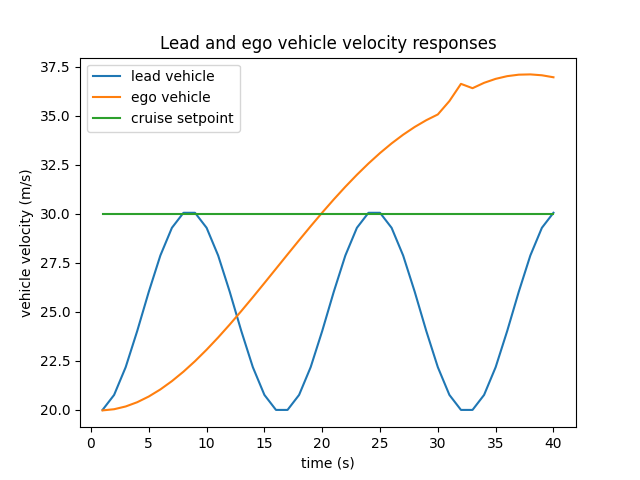 Lead and ego vehicle velocity responses
lead vehicle
ego vehicle
cruise setpoint
vehicle velocity (m/s)
37.5
35.0
32.5
30.0
27.5
25.0
22.5
20.0
0 5 10 15 20 25 30 35 40
time (s)